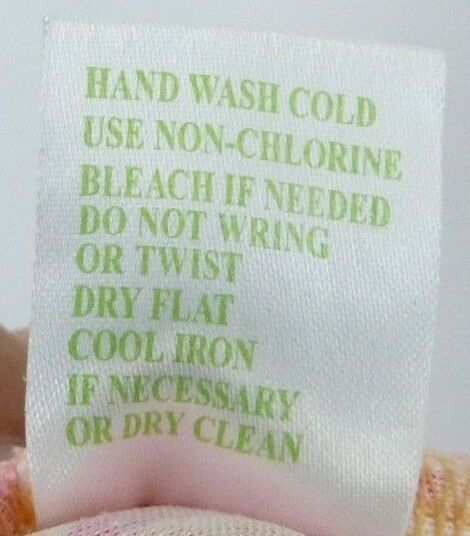 HAND WASH COLD
USE NON-CHLORINE
BLEACH IF NEEDED
DO NOT WRING
OR TWIST
DRY FLAT
COOL IRON
IF NECESSARY
OR DRY CLEAN